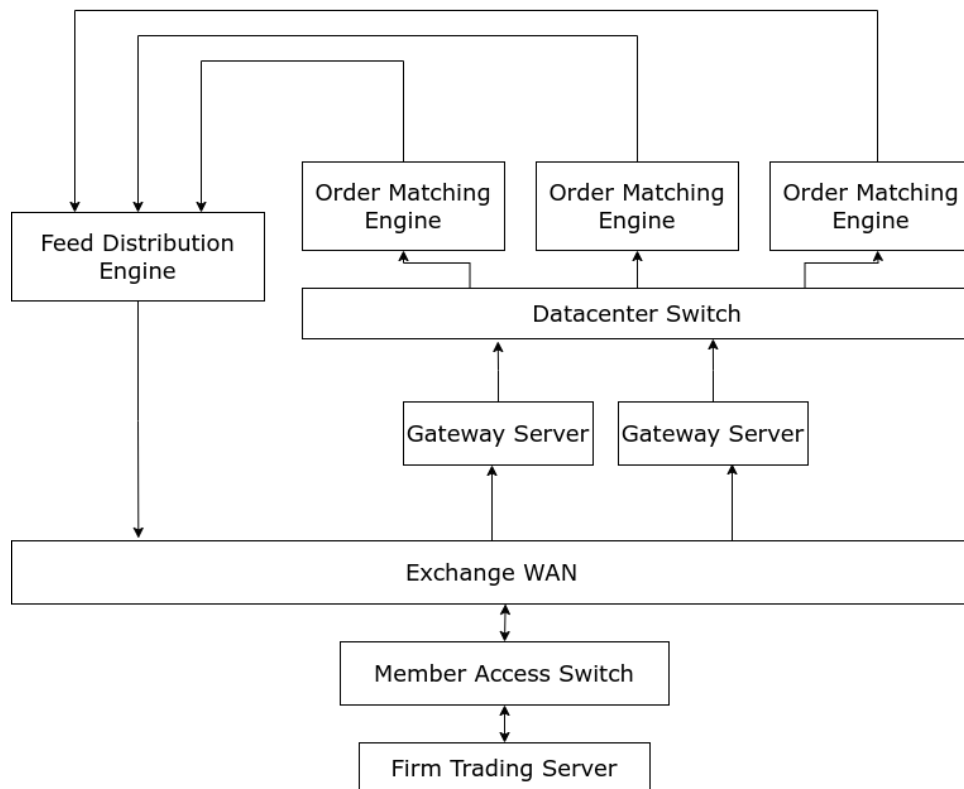 Order Matching
Engine
Order Matching
Engine
Order Matching
Engine
Feed Distribution
Engine
Datacenter Switch
Gateway Server
Gateway Server
Exchange WAN
Member Access Switch
Firm Trading Server